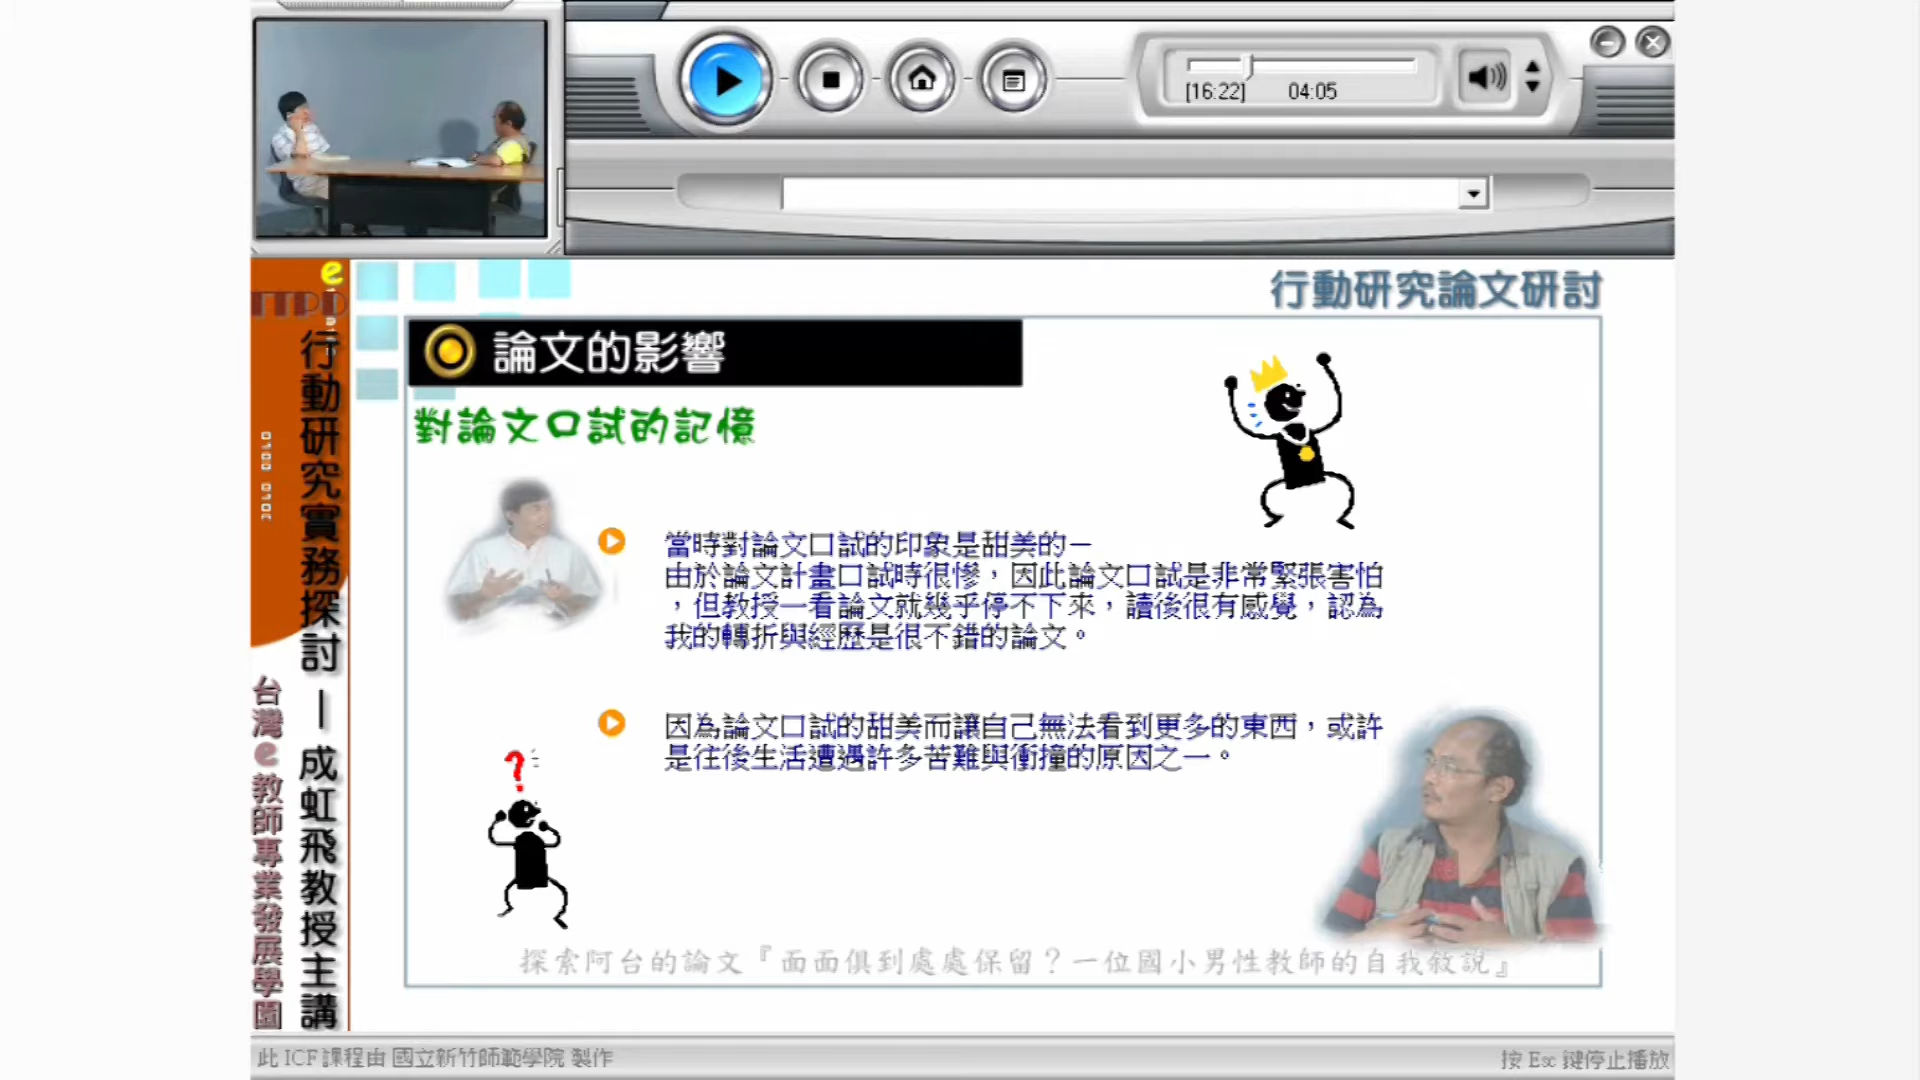 [16:22] 04:05
行動研究論文研討
論文的影響
對論文口試的記憶
當時對論文口試的印象是甜美的—
由於論文計畫口試時很慘，因此論文口試是非常緊張害怕
，但教授一看論文就幾乎停不下來，讀後很有感覺，認為
我的轉折與經歷是很不錯的論文。
因為論文口試的甜美而讓自己無法看到更多的東西，或許
是往後生活遭遇許多苦難與衝撞的原因之一。
?
探索阿台的論文『面面俱到處處保留？一位國小男性教師的自我敘說』
e
TTPD
行動研究實務探討—成虹飛教授主講
台灣e教師專業發展學園
此 ICF 課程由 國立新竹師範學院 製作
按 Esc 鍵停止播放